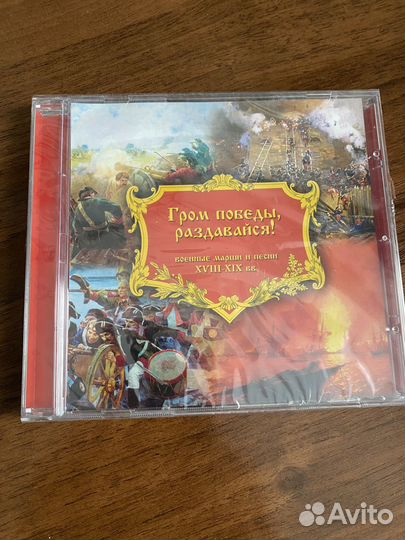 Гром победы,
раздавайся!
военные марши и песни
XVIII-XIX вв.
Avito